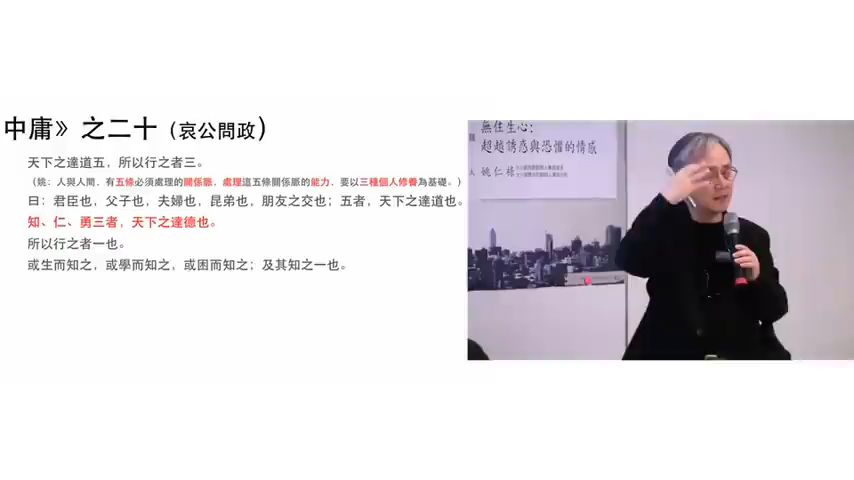 中庸》之二十（哀公問政）
天下之達道五，所以行之者三。
（姚：人與人間，有五條必須處理的關係脈，處理這五條關係脈的能力，要以三種個人修養為基礎。）
曰：君臣也，父子也，夫婦也，昆弟也，朋友之交也；五者，天下之達道也。
知、仁、勇三者，天下之達德也。
所以行之者一也。
或生而知之，或學而知之，或困而知之；及其知之一也。
無住生心：
超越誘惑與恐懼的情感
人 姚仁祿